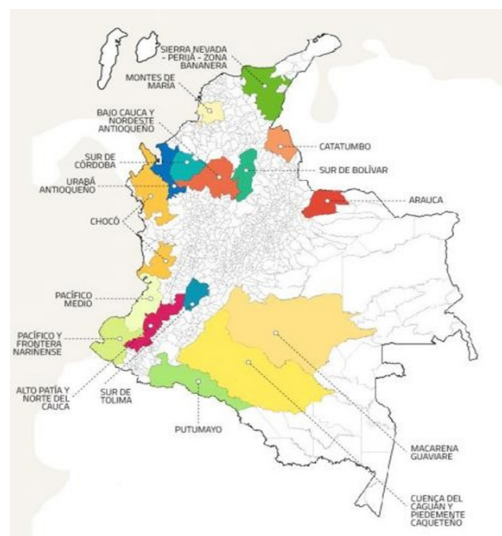 SIERRA NEVADA
- PERIJÁ - ZONA
BANANERA
MONTES DE
MARÍA
BAJO CAUCA Y
NORDESTE
ANTIOQUEÑO
CATATUMBO
SUR DE
CÓRDOBA
SUR DE BOLÍVAR
URABÁ
ANTIOQUEÑO
ARAUCA
CHOCÓ
PACÍFICO
MEDIO
PACÍFICO Y
FRONTERA
NARIÑENSE
ALTO PATÍA Y
NORTE DEL
CAUCA
SUR DE
TOLIMA
PUTUMAYO
MACARENA
GUAVIARE
CUENCA DEL
CAGUÁN Y
PIEDEMENTE
CAQUETEÑO